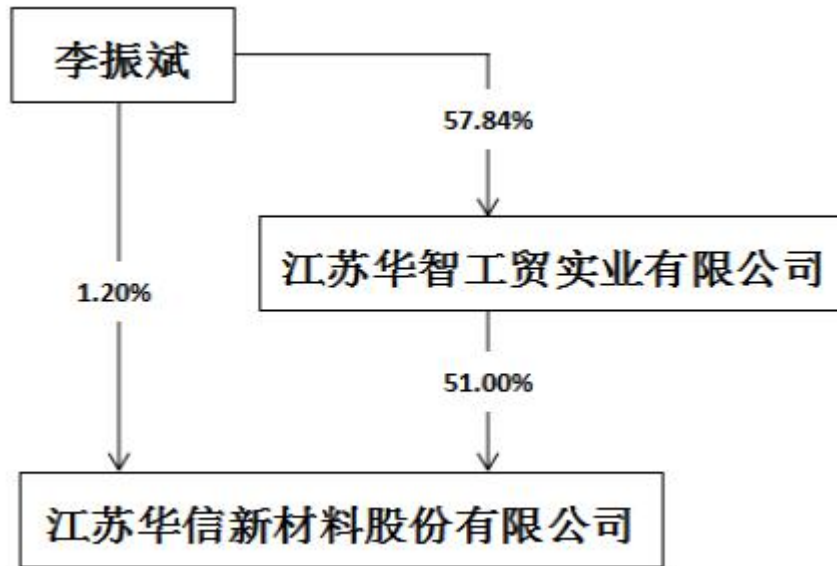 李振斌
57.84%
江苏华智工贸实业有限公司
1.20%
51.00%
江苏华信新材料股份有限公司